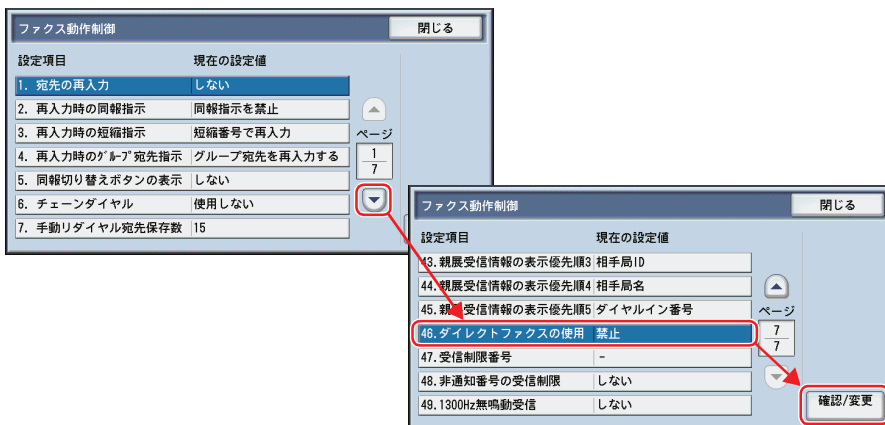 ファクス動作制御 閉じる
設定項目 現在の設定値
1. 宛先の再入力 しない
2. 再入力時の同報指示 同報指示を禁止
3. 再入力時の短縮指示 短縮番号で再入力
4. 再入力時のグループ宛先指示 グループ宛先を再入力する
5. 同報切り替えボタンの表示 しない
6. チェーンダイヤル 使用しない
7. 手動リダイヤル宛先保存数 15
ページ
1
7
ファクス動作制御 閉じる
設定項目 現在の設定値
43.親展受信情報の表示優先順3 相手局ID
44.親展受信情報の表示優先順4 相手局名
45.親展受信情報の表示優先順5 ダイヤルイン番号
46.ダイレクトファクスの使用 禁止
47.受信制限番号 -
48.非通知番号の受信制限 しない
49.1300Hz無鳴動受信 しない
ページ
7
7
確認/変更